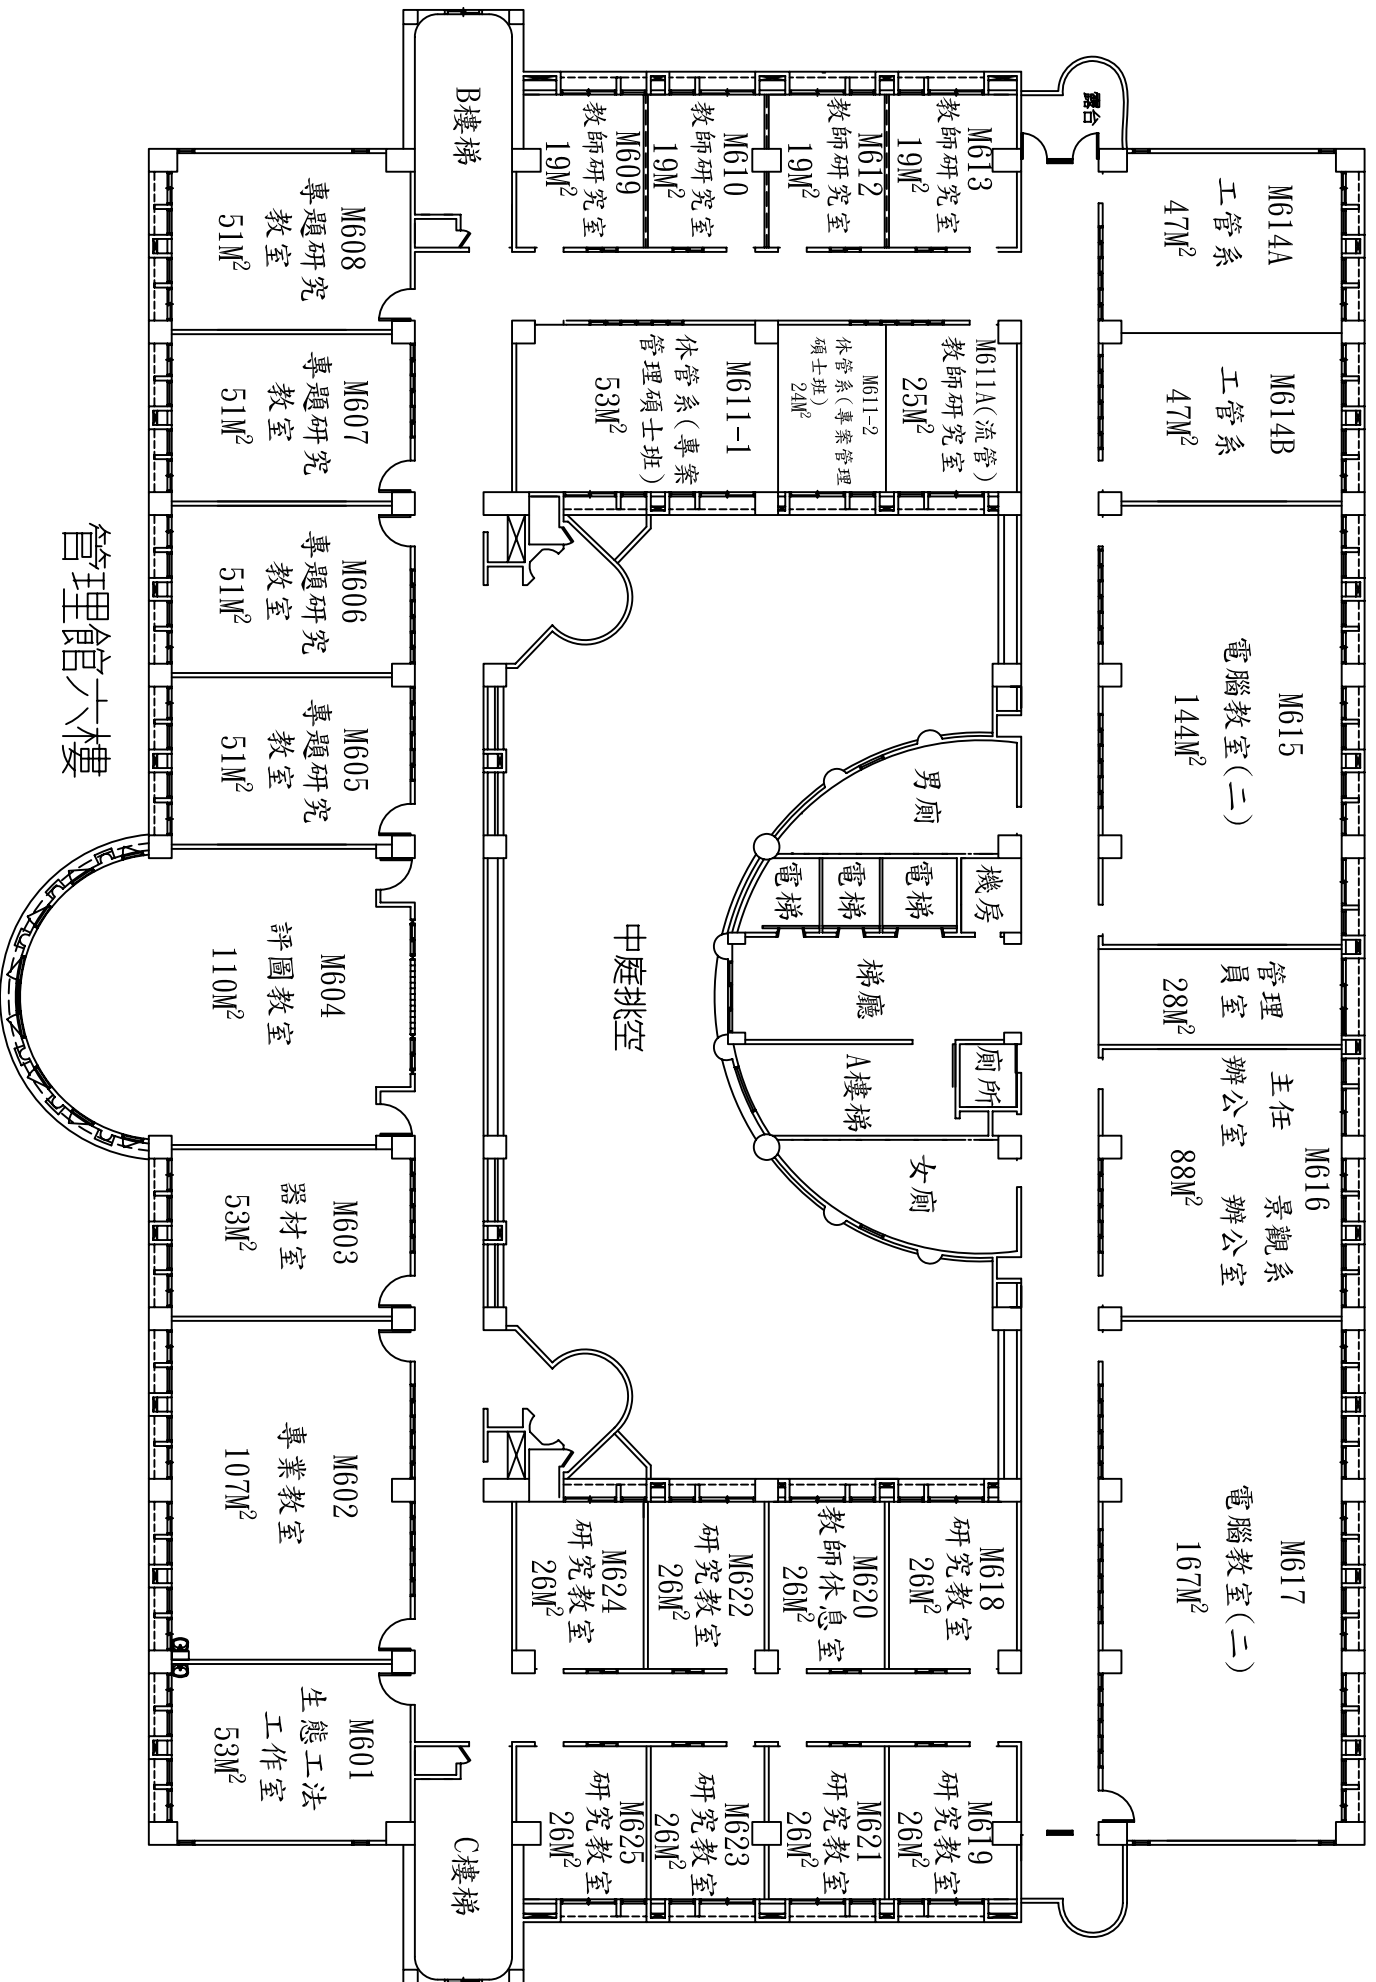 M614A
工管系
47M²
M614B
工管系
47M²
M615
電腦教室(二)
144M²
管理
員室
28M²
M616
主任
辦公室
景觀系
辦公室
88M²
M617
電腦教室(二)
167M²
露台
M613
教師研究室
19M²
M612
教師研究室
19M²
M610
教師研究室
19M²
M609
教師研究室
19M²
B樓梯
M611A(流管)
教師研究室
25M²
M611-2
休管系(專案管理
碩士班)
24M²
M611-1
休管系(專案
管理碩士班)
53M²
男廁
機房
電梯
電梯
電梯
梯廳
廁所
A樓梯
女廁
中庭挑空
M618
研究教室
26M²
M620
教師休息室
26M²
M622
研究教室
26M²
M624
研究教室
26M²
M619
研究教室
26M²
M621
研究教室
26M²
M623
研究教室
26M²
M625
研究教室
26M²
C樓梯
M608
專題研究
教室
51M²
M607
專題研究
教室
51M²
M606
專題研究
教室
51M²
M605
專題研究
教室
51M²
M604
評圖教室
110M²
M603
器材室
53M²
M602
專業教室
107M²
M601
生態工法
工作室
53M²
管理館六樓